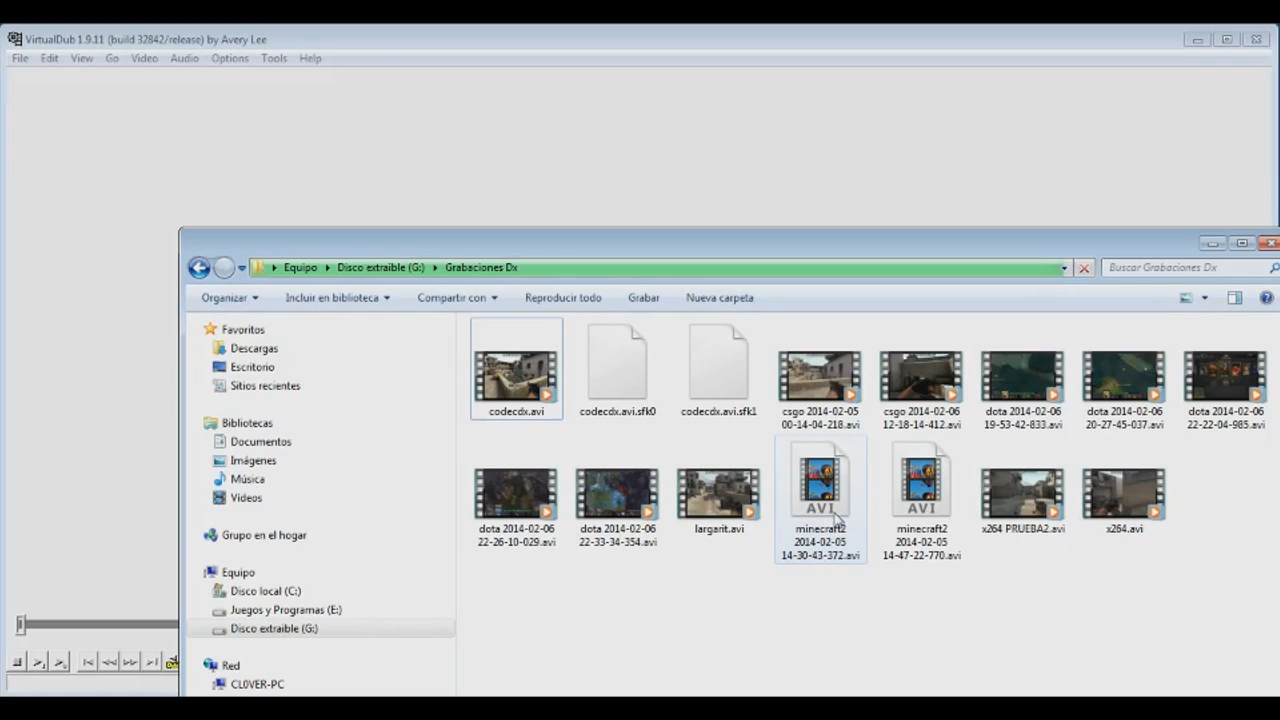 VirtualDub 1.9.11 (build 32842/release) by Avery Lee
File Edit View Go Video Audio Options Tools Help
Equipo Disco extraible (G:) Grabaciones Dx
Buscar Grabaciones Dx
Organizar Incluir en biblioteca Compartir con Reproducir todo Grabar Nueva carpeta
Favoritos
Descargas
Escritorio
Sitios recientes
Bibliotecas
Documentos
Imágenes
Música
Vídeos
Grupo en el hogar
Equipo
Disco local (C:)
Juegos y Programas (E:)
Disco extraible (G:)
Red
CL0VER-PC
codecdx.avi
codecdx.avi.sfk0
codecdx.avi.sfk1
csgo 2014-02-05
00-14-04-218.avi
csgo 2014-02-06
12-18-14-412.avi
dota 2014-02-06
19-53-42-833.avi
dota 2014-02-06
20-27-45-037.avi
dota 2014-02-06
22-22-04-985.avi
dota 2014-02-06
22-26-10-029.avi
dota 2014-02-06
22-33-34-354.avi
lagarit.avi
AVI
minecraft2
2014-02-05
14-30-43-372.avi
AVI
minecraft2
2014-02-05
14-47-22-770.avi
x264 PRUEBA2.avi
x264.avi